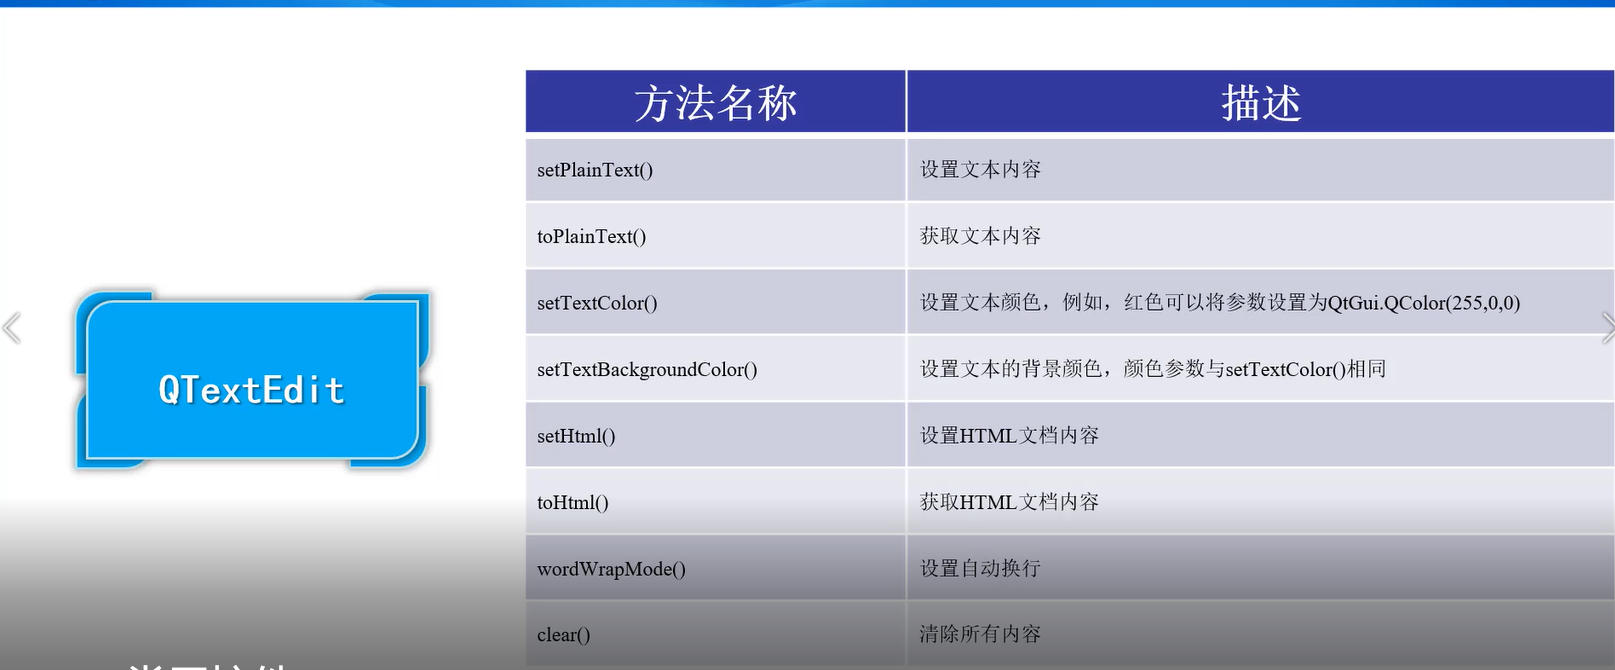 方法名称 描述
setPlainText() 设置文本内容
toPlainText() 获取文本内容
setTextColor() 设置文本颜色，例如，红色可以将参数设置为QtGui.QColor(255,0,0)
setTextBackgroundColor() 设置文本的背景颜色，颜色参数与setTextColor()相同
QTextEdit
setHtml() 设置HTML文档内容
toHtml() 获取HTML文档内容
wordWrapMode() 设置自动换行
clear() 清除所有内容